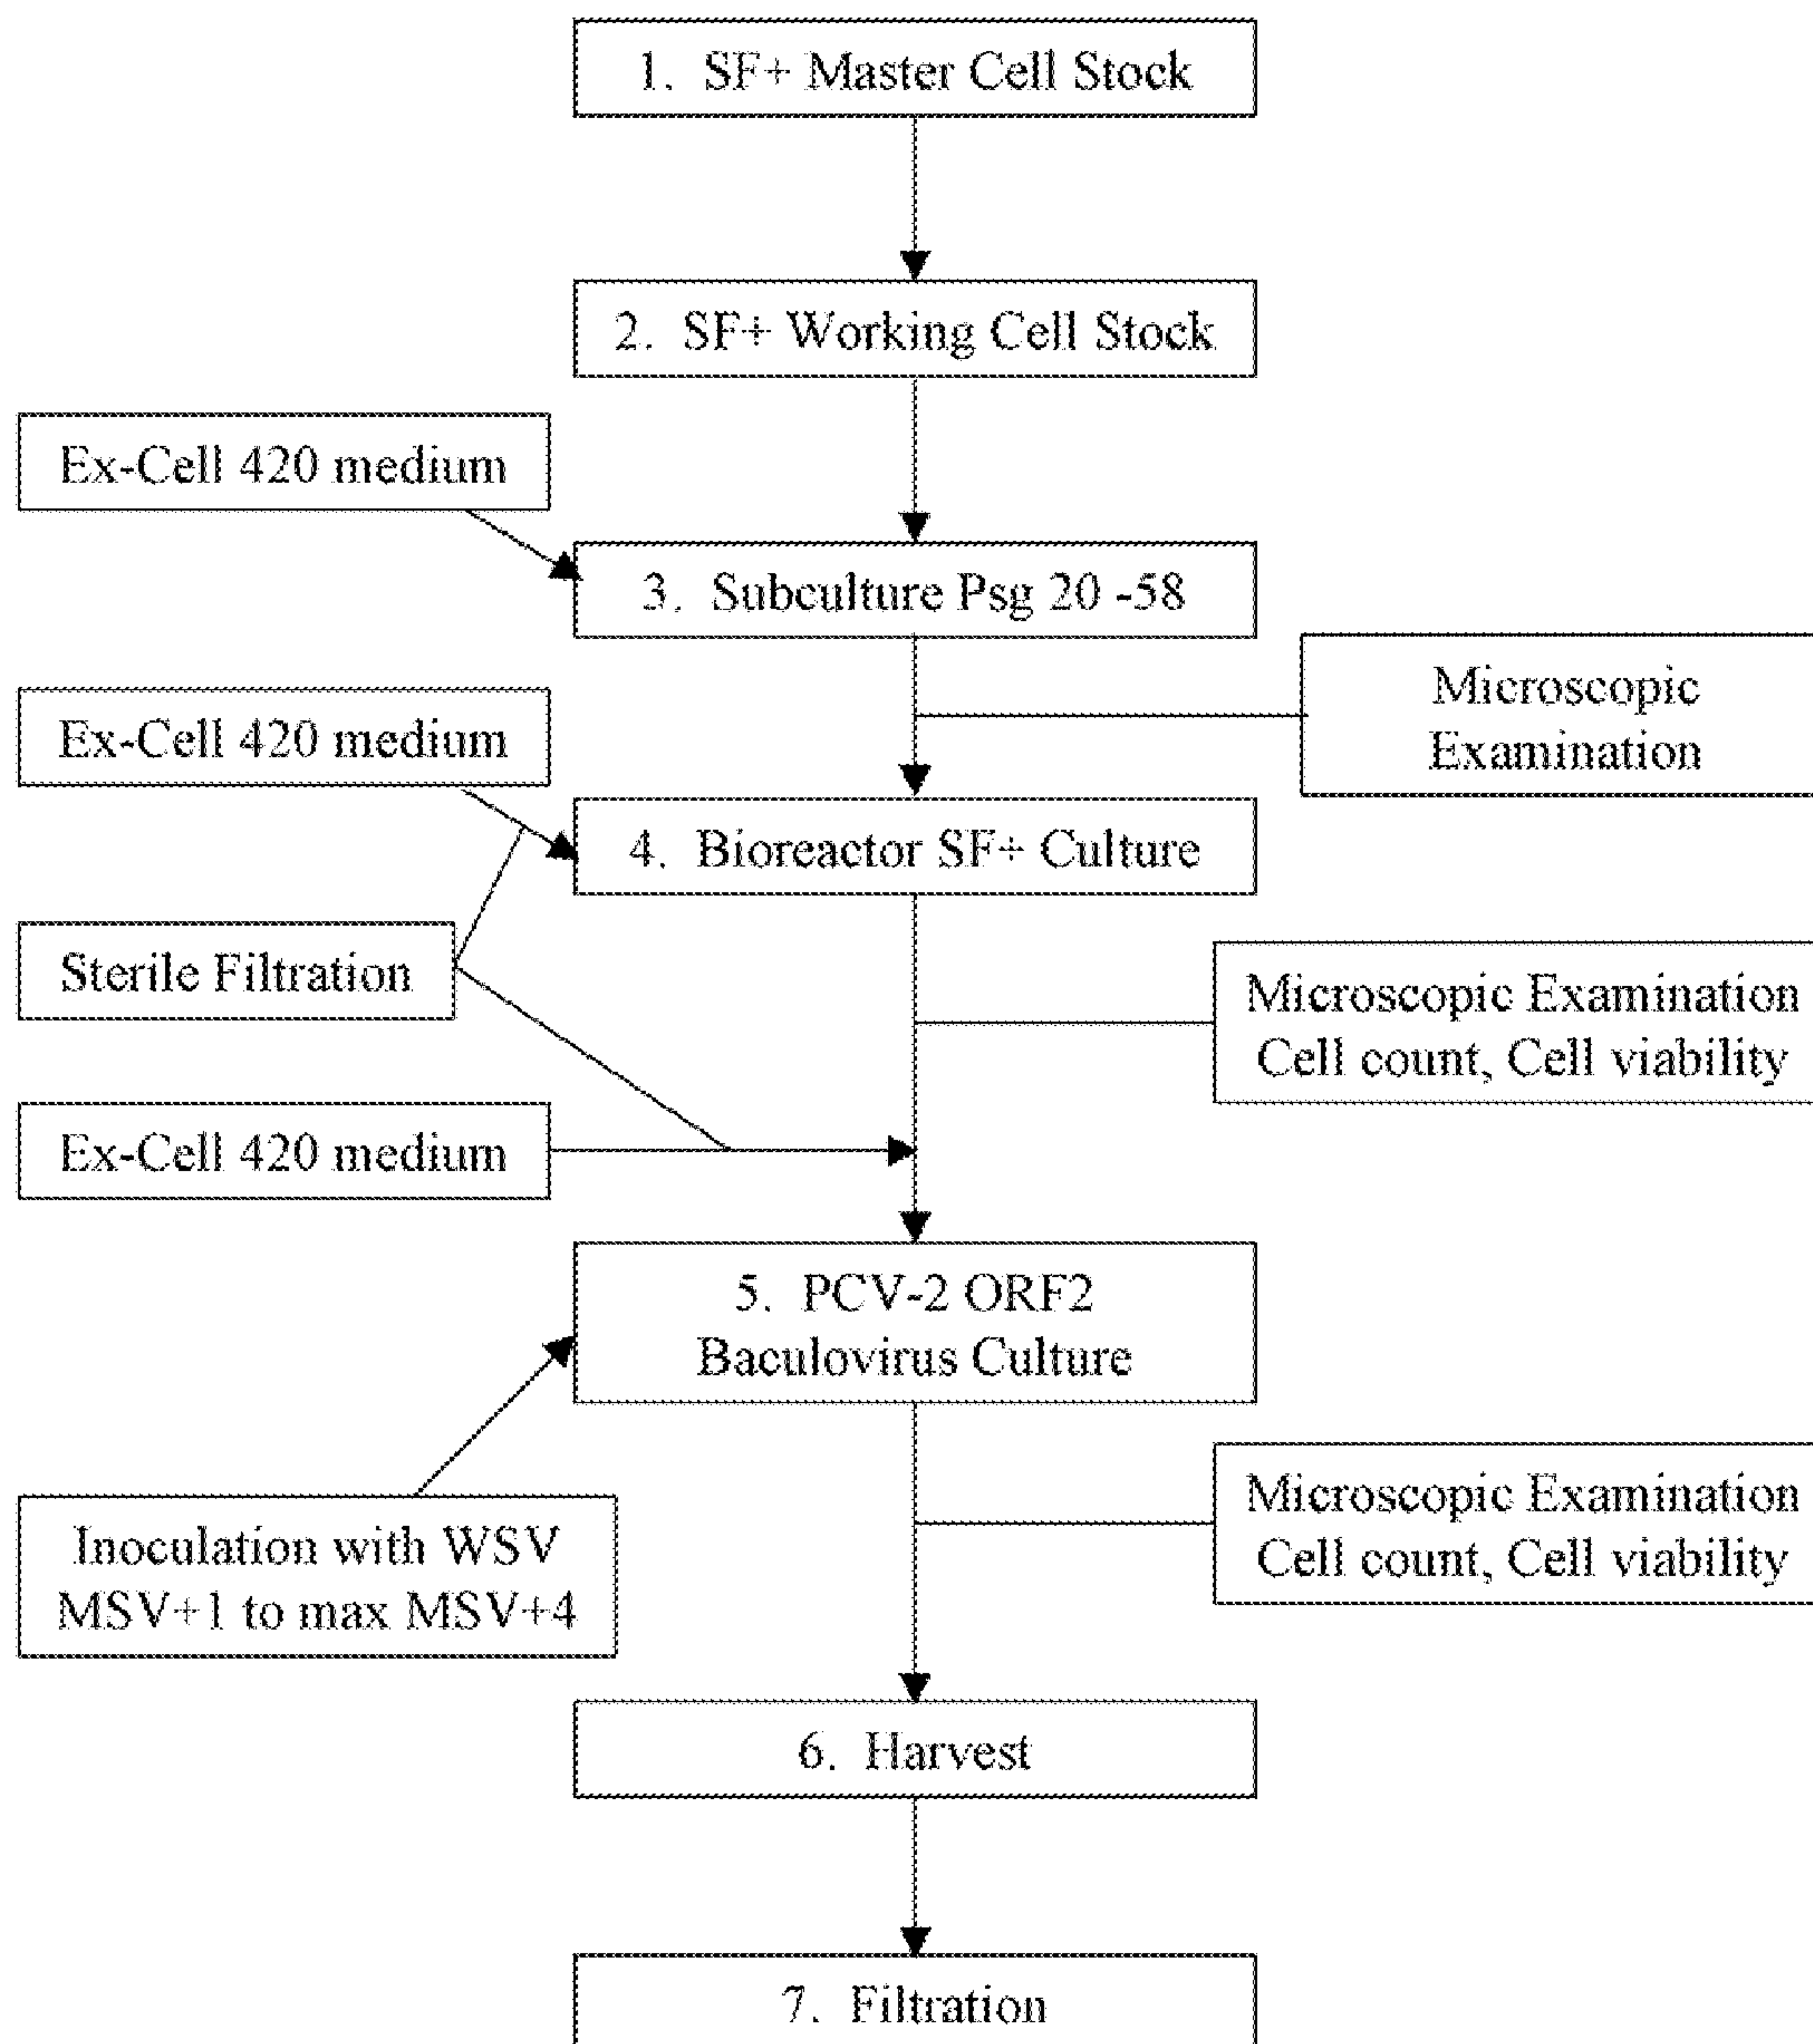 1. SF+ Master Cell Stock
2. SF+ Working Cell Stock
Ex-Cell 420 medium
3. Subculture Psg 20 -58
Microscopic
Examination
Ex-Cell 420 medium
4. Bioreactor SF+ Culture
Sterile Filtration
Microscopic Examination
Cell count, Cell viability
Ex-Cell 420 medium
5. PCV-2 ORF2
Baculovirus Culture
Inoculation with WSV
MSV+1 to max MSV+4
Microscopic Examination
Cell count, Cell viability
6. Harvest
7. Filtration